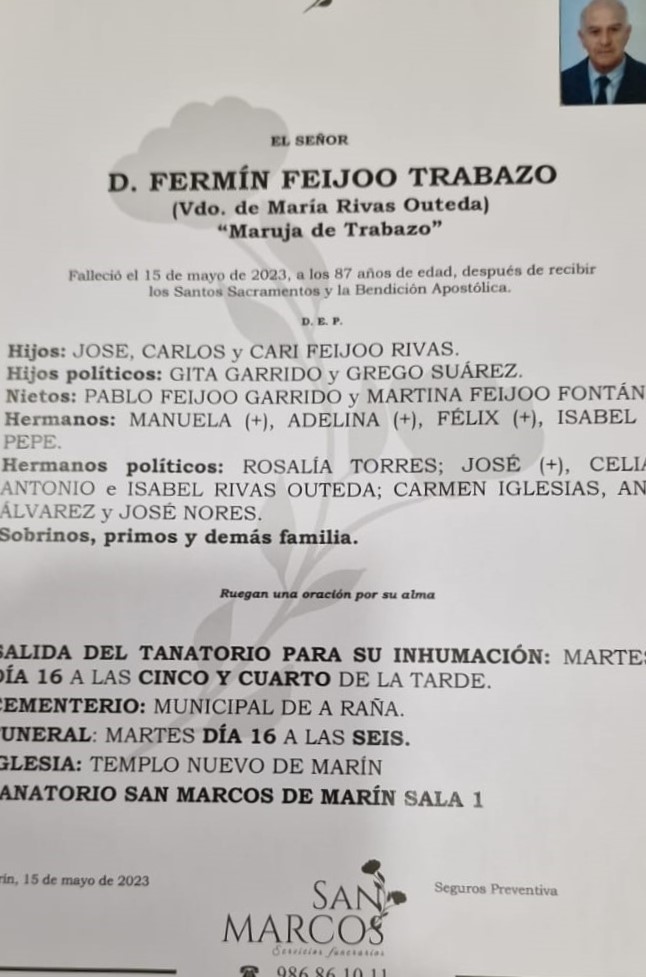 EL SEÑOR
D. FERMÍN FEIJOO TRABAZO
(Vdo. de María Rivas Outeda)
“Maruja de Trabazo”
Falleció el 15 de mayo de 2023, a los 87 años de edad, después de recibir
los Santos Sacramentos y la Bendición Apostólica.
D. E. P.
Hijos: JOSE, CARLOS y CARI FEIJOO RIVAS.
Hijos políticos: GITA GARRIDO y GREGO SUÁREZ.
Nietos: PABLO FEIJOO GARRIDO y MARTINA FEIJOO FONTÁN
Hermanos: MANUELA (+), ADELINA (+), FÉLIX (+), ISABEL
PEPE.
Hermanos políticos: ROSALÍA TORRES; JOSÉ (+), CELIA
ANTONIO e ISABEL RIVAS OUTEDA; CARMEN IGLESIAS, AN
ÁLVAREZ y JOSÉ NORES.
Sobrinos, primos y demás familia.
Ruegan una oración por su alma
SALIDA DEL TANATORIO PARA SU INHUMACIÓN: MARTES
DÍA 16 A LAS CINCO Y CUARTO DE LA TARDE.
CEMENTERIO: MUNICIPAL DE A RAÑA.
UNERAL: MARTES DÍA 16 A LAS SEIS.
GLESIA: TEMPLO NUEVO DE MARÍN
ANATORIO SAN MARCOS DE MARÍN SALA 1
rin, 15 de mayo de 2023
Seguros Preventiva
SAN
MARCOS
Servicios funerarios
986 86 10 11